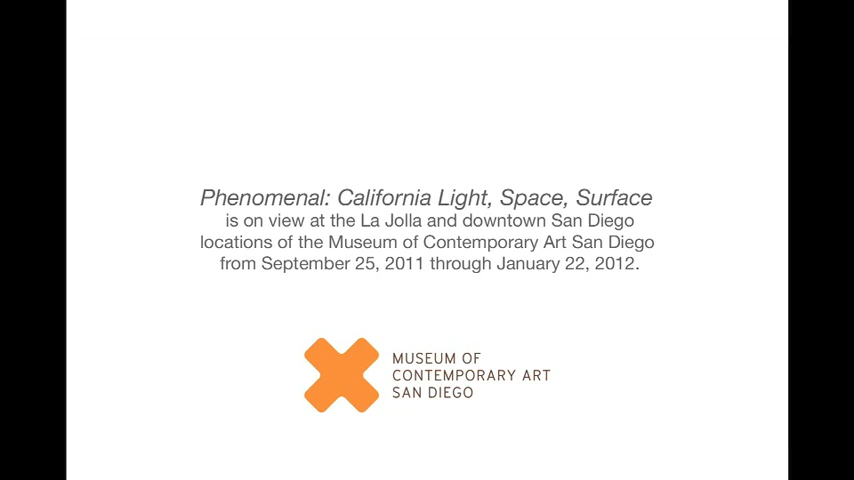 Phenomenal: California Light, Space, Surface
is on view at the La Jolla and downtown San Diego
locations of the Museum of Contemporary Art San Diego
from September 25, 2011 through January 22, 2012.
MUSEUM OF
CONTEMPORARY ART
SAN DIEGO